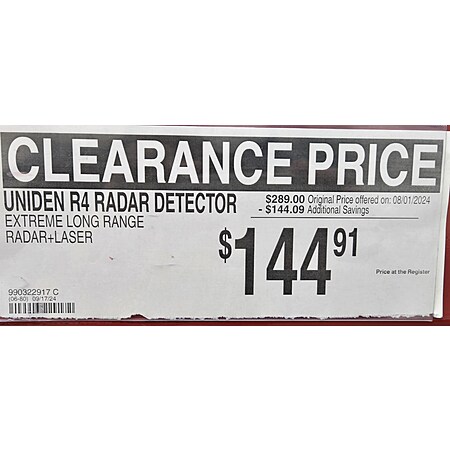 CLEARANCE PRICE
UNIDEN R4 RADAR DETECTOR
EXTREME LONG RANGE
RADAR+LASER
$289.00 Original Price offered on: 08/01/2024
- $144.09 Additional Savings
$144.91
Price at the Register
990322917 C
(06-80) 09/17/24